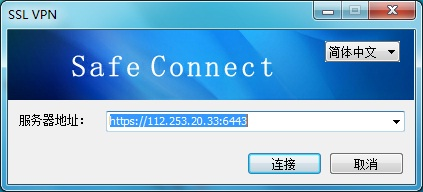 SSL VPN
Safe Connect
简体中文
服务器地址:
https://112.253.20.33:6443
连接
取消